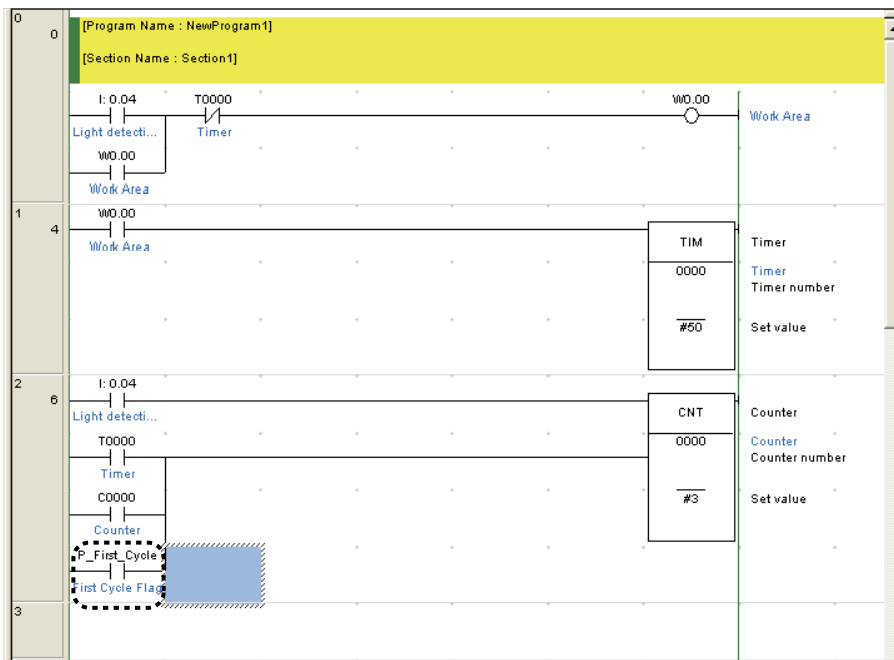 0
0
[Program Name : NewProgram1]
[Section Name : Section1]
I: 0.04
T0000
W0.00
Light detecti...
Timer
Work Area
W0.00
Work Area
1
4
W0.00
Work Area
TIM
Timer
0000
Timer
Timer number
#50
Set value
2
6
I: 0.04
Light detecti...
CNT
Counter
T0000
Timer
0000
Counter
Counter number
C0000
Counter
#3
Set value
P_First_Cycle
First Cycle Flag
3